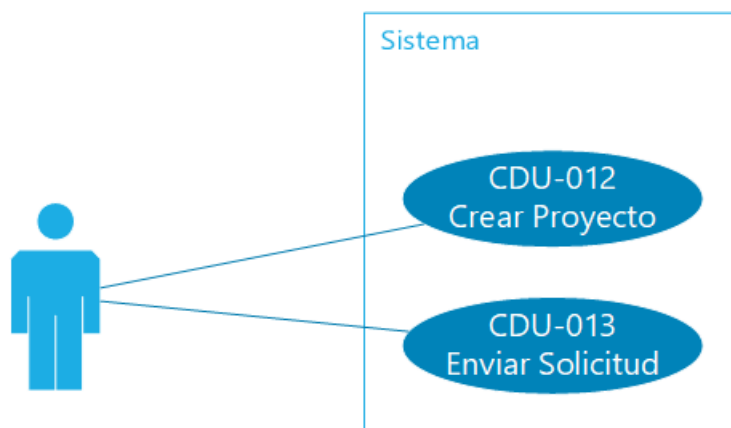 Sistema
CDU-012
Crear Proyecto
CDU-013
Enviar Solicitud